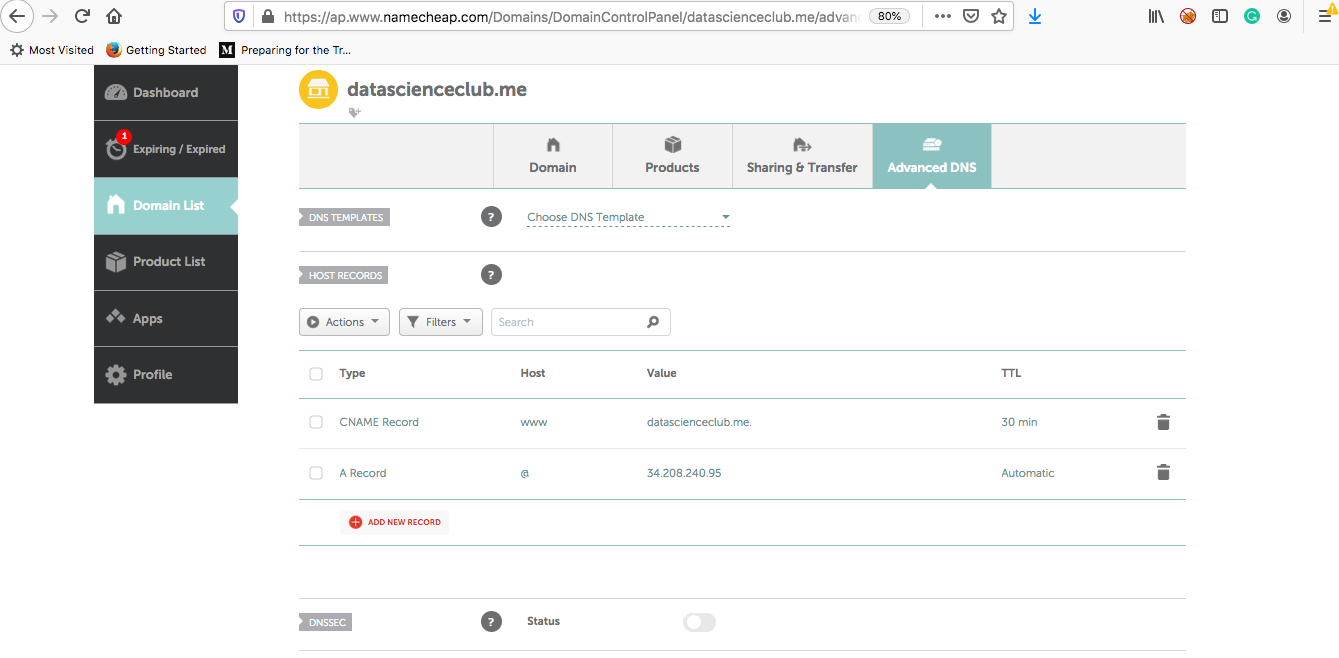 https://ap.www.namecheap.com/Domains/DomainControlPanel/datascienceclub.me/advan
80%
Most Visited
Getting Started
M
Preparing for the Tr...
Dashboard
1
Expiring / Expired
Domain List
Product List
Apps
Profile
datascienceclub.me
Domain
Products
Sharing & Transfer
Advanced DNS
DNS TEMPLATES
?
Choose DNS Template
HOST RECORDS
?
Actions
Filters
Search
Type Host Value TTL
CNAME Record www datascienceclub.me. 30 min
A Record @ 34.208.240.95 Automatic
ADD NEW RECORD
DNSSEC
?
Status